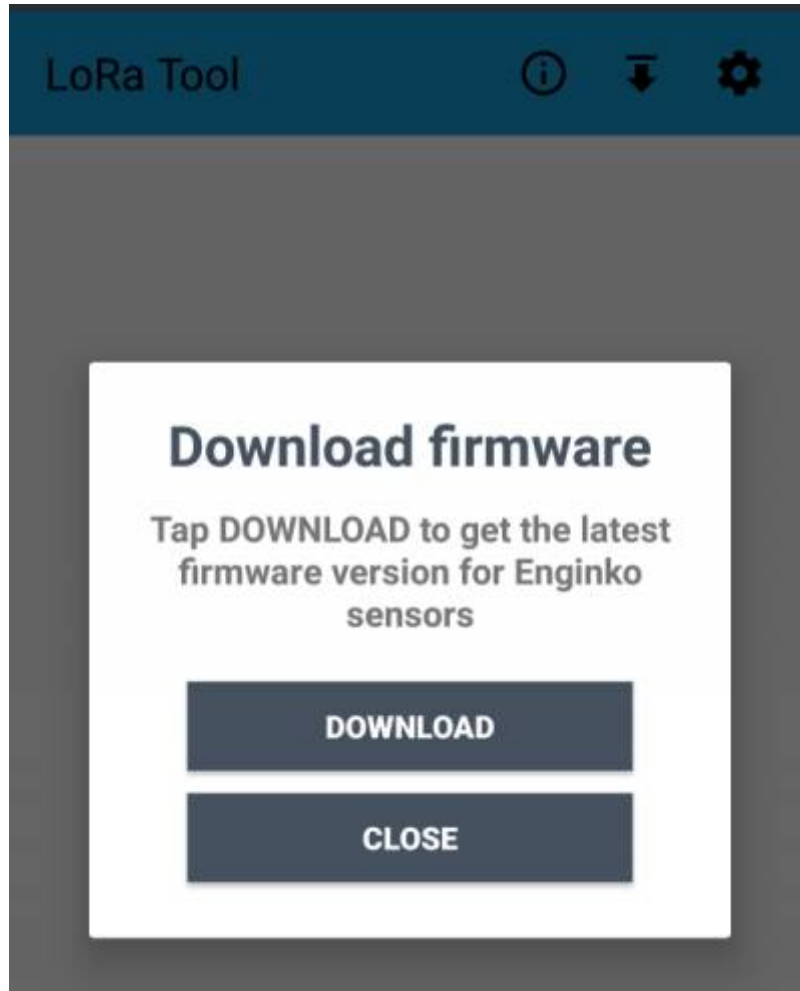 LoRa Tool
Download firmware
Tap DOWNLOAD to get the latest
firmware version for Enginko
sensors
DOWNLOAD
CLOSE